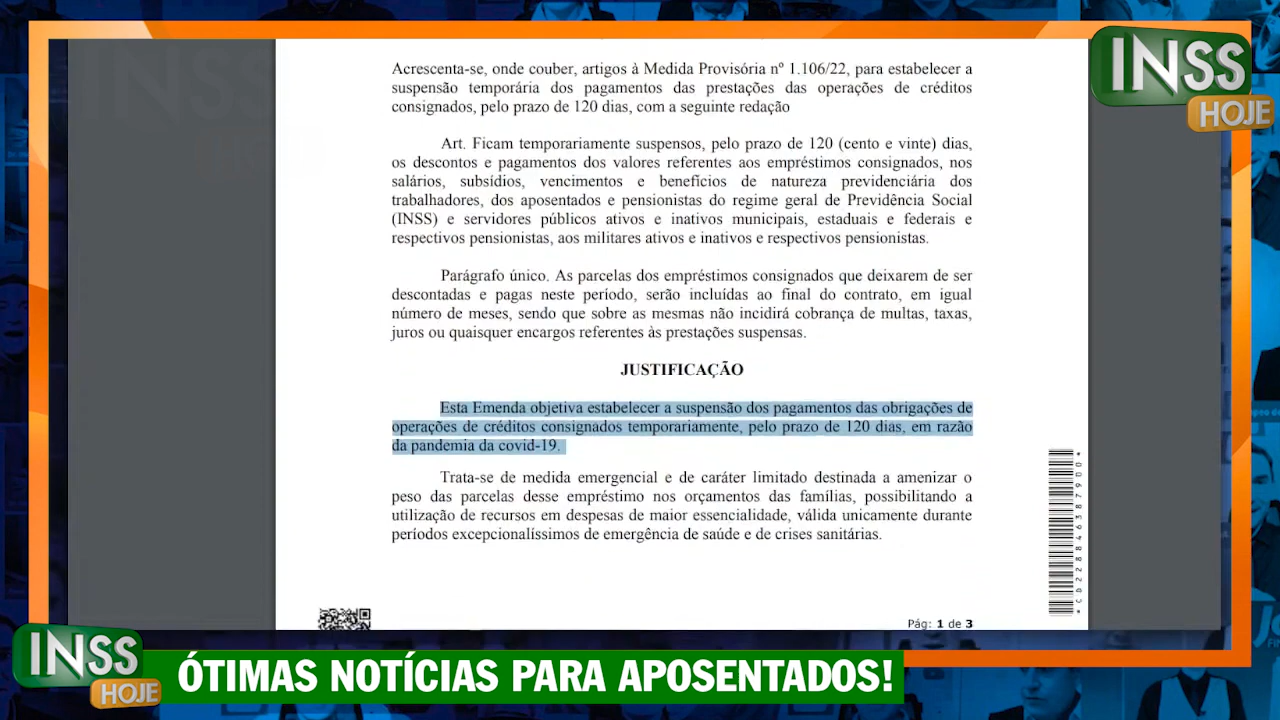 INSS
HOJE
Acrescenta-se, onde couber, artigos à Medida Provisória nº 1.106/22, para estabelecer a
suspensão temporária dos pagamentos das prestações das operações de créditos
consignados, pelo prazo de 120 dias, com a seguinte redação
Art. Ficam temporariamente suspensos, pelo prazo de 120 (cento e vinte) dias,
os descontos e pagamentos dos valores referentes aos empréstimos consignados, nos
salários, subsídios, vencimentos e benefícios de natureza previdenciária dos
trabalhadores, dos aposentados e pensionistas do regime geral de Previdência Social
(INSS) e servidores públicos ativos e inativos municipais, estaduais e federais e
respectivos pensionistas, aos militares ativos e inativos e respectivos pensionistas.
Parágrafo único. As parcelas dos empréstimos consignados que deixarem de ser
descontadas e pagas neste período, serão incluídas ao final do contrato, em igual
número de meses, sendo que sobre as mesmas não incidirá cobrança de multas, taxas,
juros ou quaisquer encargos referentes às prestações suspensas.
JUSTIFICAÇÃO
Esta Emenda objetiva estabelecer a suspensão dos pagamentos das obrigações de
operações de créditos consignados temporariamente, pelo prazo de 120 dias, em razão
da pandemia da covid-19.
Trata-se de medida emergencial e de caráter limitado destinada a amenizar o
peso das parcelas desse empréstimo nos orçamentos das famílias, possibilitando a
utilização de recursos em despesas de maior essencialidade, válida unicamente durante
períodos excepcionalíssimos de emergência de saúde e de crises sanitárias.
*CD22846387900*
Pág: 1 de 3
INSS
HOJE
ÓTIMAS NOTÍCIAS PARA APOSENTADOS!